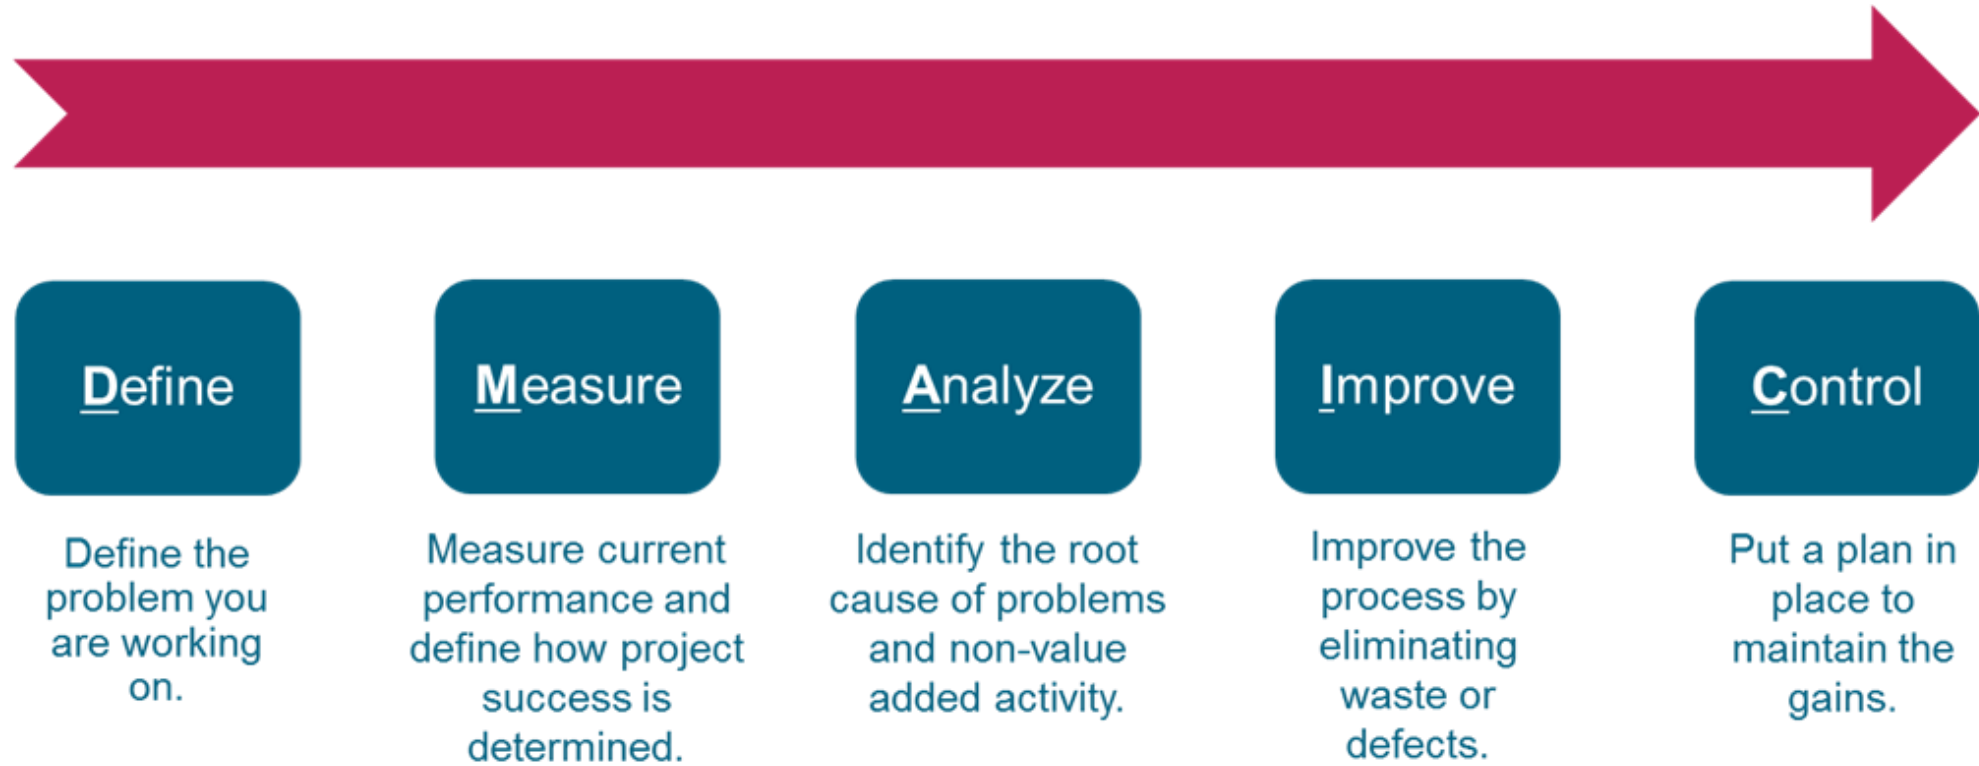 Define
Measure
Analyze
Improve
Control
Define the
problem you
are working
on.
Measure current
performance and
define how project
success is
determined.
Identify the root
cause of problems
and non-value
added activity.
Improve the
process by
eliminating
waste or
defects.
Put a plan in
place to
maintain the
gains.